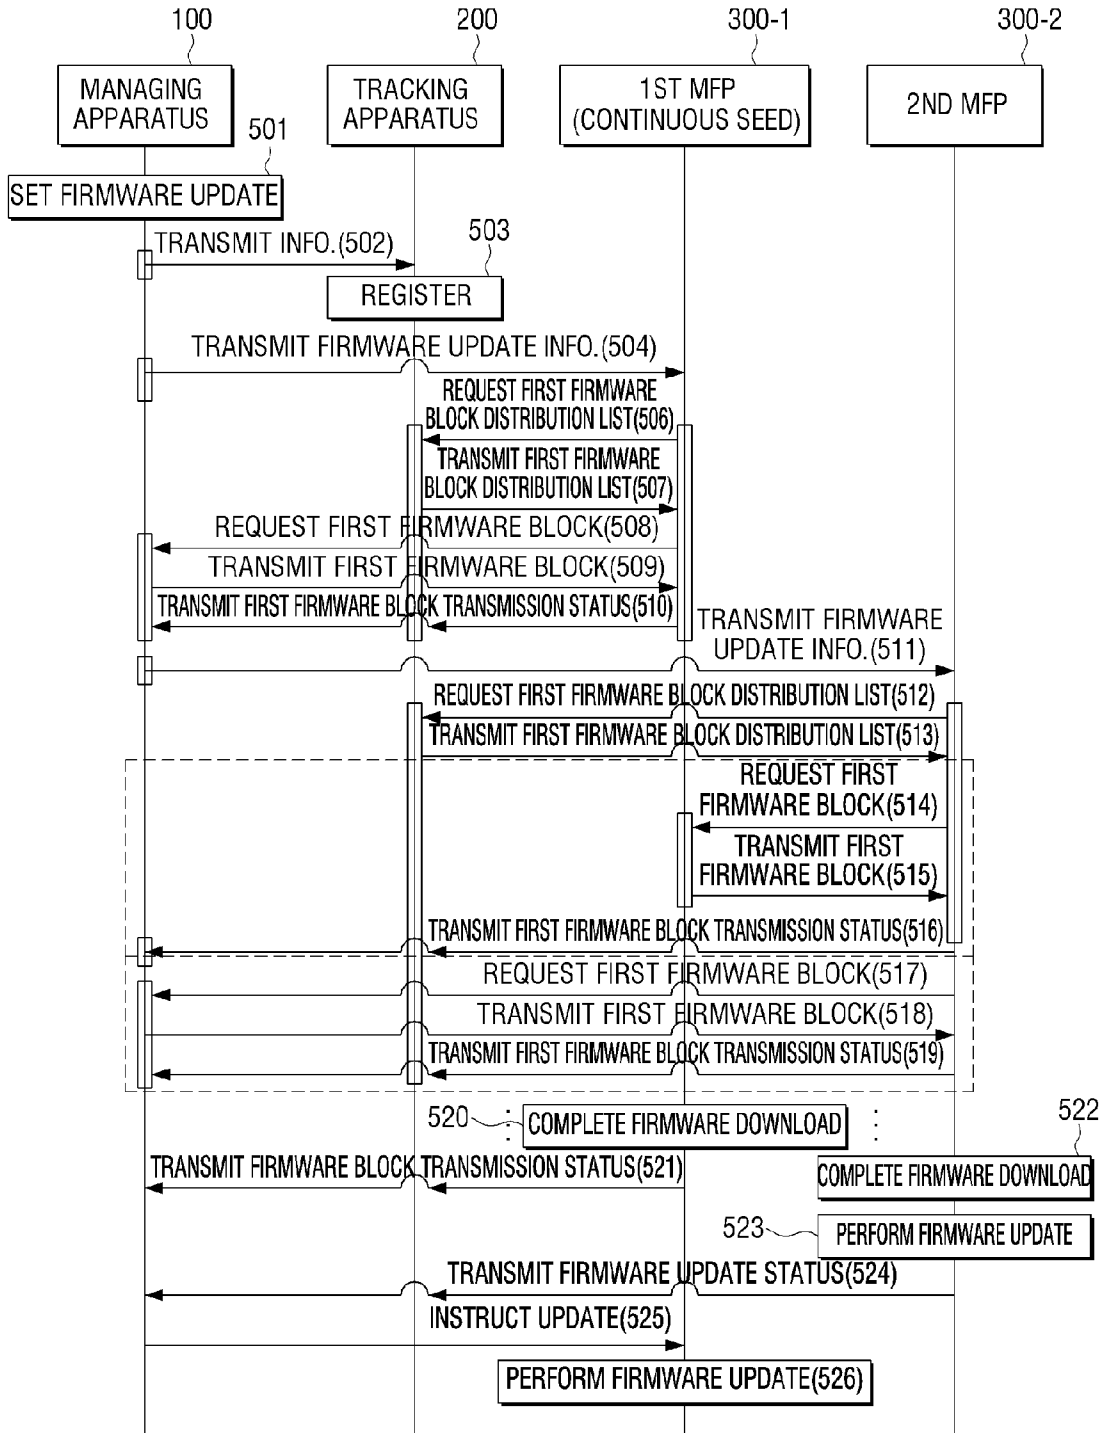 100
200
300-1
300-2
MANAGING
APPARATUS
TRACKING
APPARATUS
1ST MFP
(CONTINUOUS SEED)
2ND MFP
501
SET FIRMWARE UPDATE
TRANSMIT INFO.(502)
503
REGISTER
TRANSMIT FIRMWARE UPDATE INFO.(504)
REQUEST FIRST FIRMWARE
BLOCK DISTRIBUTION LIST(506)
TRANSMIT FIRST FIRMWARE
BLOCK DISTRIBUTION LIST(507)
REQUEST FIRST FIRMWARE BLOCK(508)
TRANSMIT FIRST FIRMWARE BLOCK(509)
TRANSMIT FIRST FIRMWARE BLOCK TRANSMISSION STATUS(510)
TRANSMIT FIRMWARE
UPDATE INFO.(511)
REQUEST FIRST FIRMWARE BLOCK DISTRIBUTION LIST(512)
TRANSMIT FIRST FIRMWARE BLOCK DISTRIBUTION LIST(513)
REQUEST FIRST
FIRMWARE BLOCK(514)
TRANSMIT FIRST
FIRMWARE BLOCK(515)
TRANSMIT FIRST FIRMWARE BLOCK TRANSMISSION STATUS(516)
REQUEST FIRST FIRMWARE BLOCK(517)
TRANSMIT FIRST FIRMWARE BLOCK(518)
TRANSMIT FIRST FIRMWARE BLOCK TRANSMISSION STATUS(519)
520
COMPLETE FIRMWARE DOWNLOAD
522
TRANSMIT FIRMWARE BLOCK TRANSMISSION STATUS(521)
COMPLETE FIRMWARE DOWNLOAD
523
PERFORM FIRMWARE UPDATE
TRANSMIT FIRMWARE UPDATE STATUS(524)
INSTRUCT UPDATE(525)
PERFORM FIRMWARE UPDATE(526)